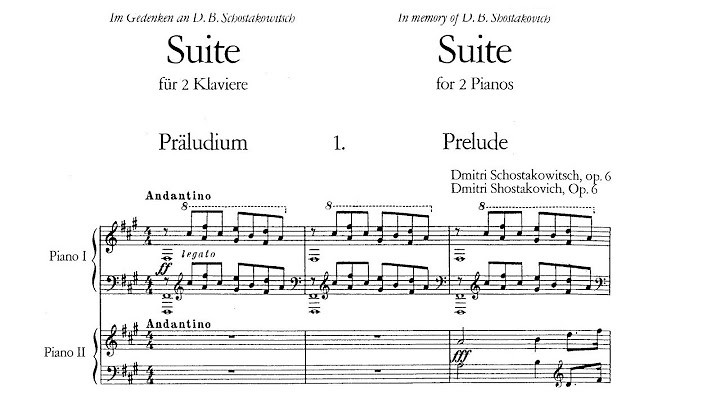 Im Gedenken an D. B. Schostakowitsch
In memory of D. B. Shostakovich
Suite
Suite
für 2 Klaviere
for 2 Pianos
Präludium
1.
Prelude
Dmitri Schostakowitsch, op. 6
Dmitri Shostakovich, Op. 6
Andantino
8
8
8
Piano I
ff legato
Andantino
Piano II
fff